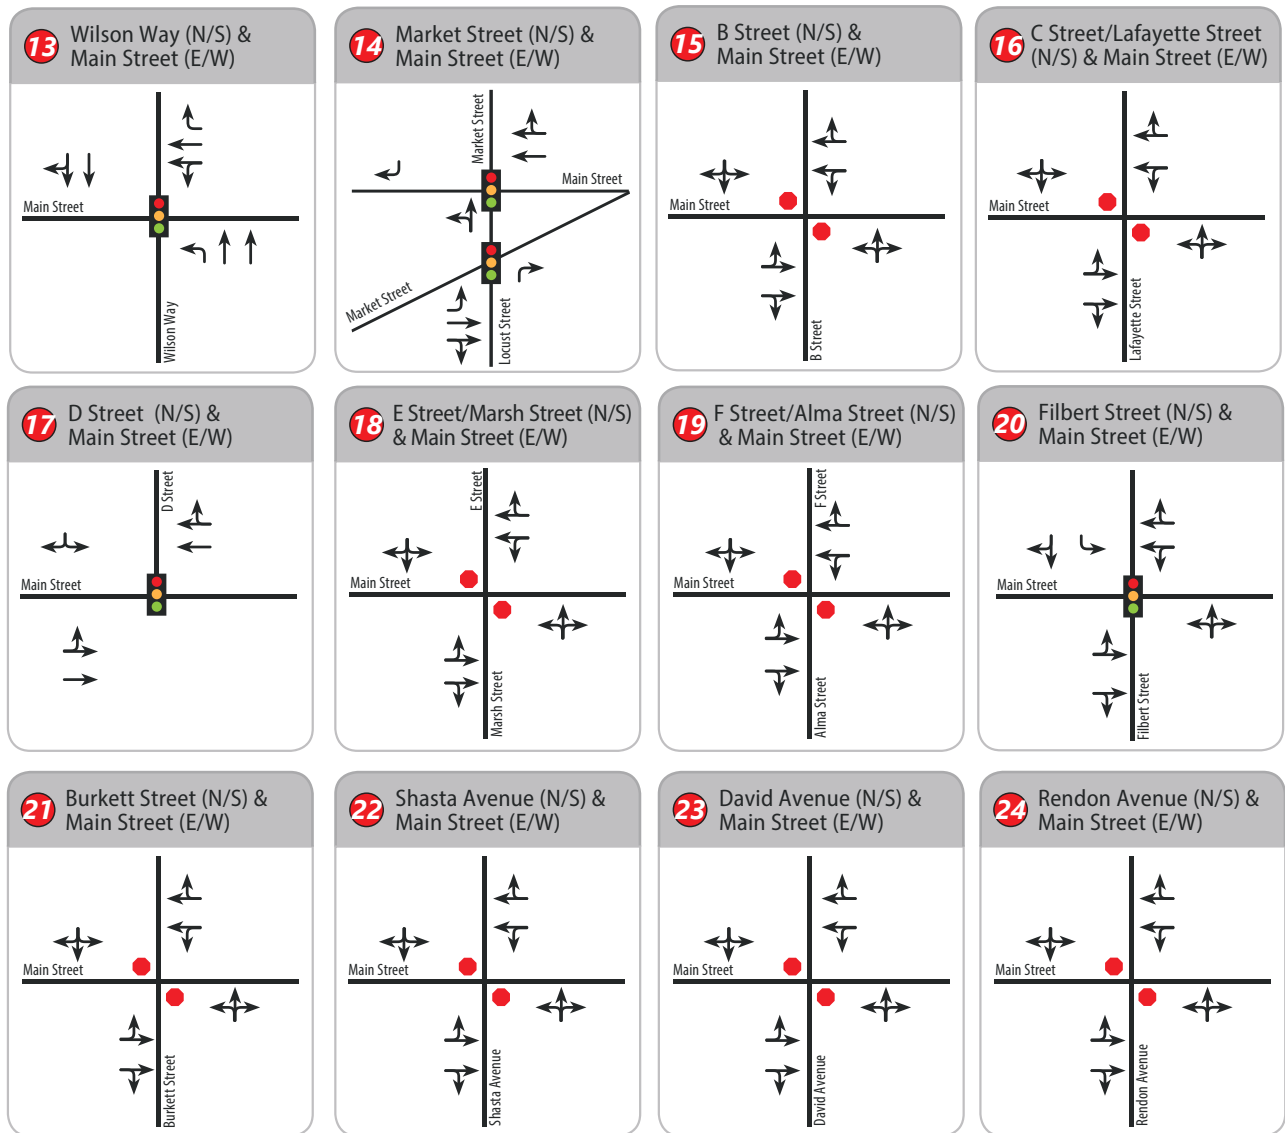 13 Wilson Way (N/S) &
Main Street (E/W)
Main Street
Wilson Way
14 Market Street (N/S) &
Main Street (E/W)
Market Street
Main Street
Market Street
Locust Street
15 B Street (N/S) &
Main Street (E/W)
Main Street
B Street
16 C Street/Lafayette Street
(N/S) & Main Street (E/W)
Main Street
Lafayette Street
17 D Street (N/S) &
Main Street (E/W)
D Street
Main Street
18 E Street/Marsh Street (N/S)
& Main Street (E/W)
E Street
Main Street
Marsh Street
19 F Street/Alma Street (N/S)
& Main Street (E/W)
F Street
Main Street
Alma Street
20 Filbert Street (N/S) &
Main Street (E/W)
Main Street
Filbert Street
21 Burkett Street (N/S) &
Main Street (E/W)
Main Street
Burkett Street
22 Shasta Avenue (N/S) &
Main Street (E/W)
Main Street
Shasta Avenue
23 David Avenue (N/S) &
Main Street (E/W)
Main Street
David Avenue
24 Rendon Avenue (N/S) &
Main Street (E/W)
Main Street
Rendon Avenue